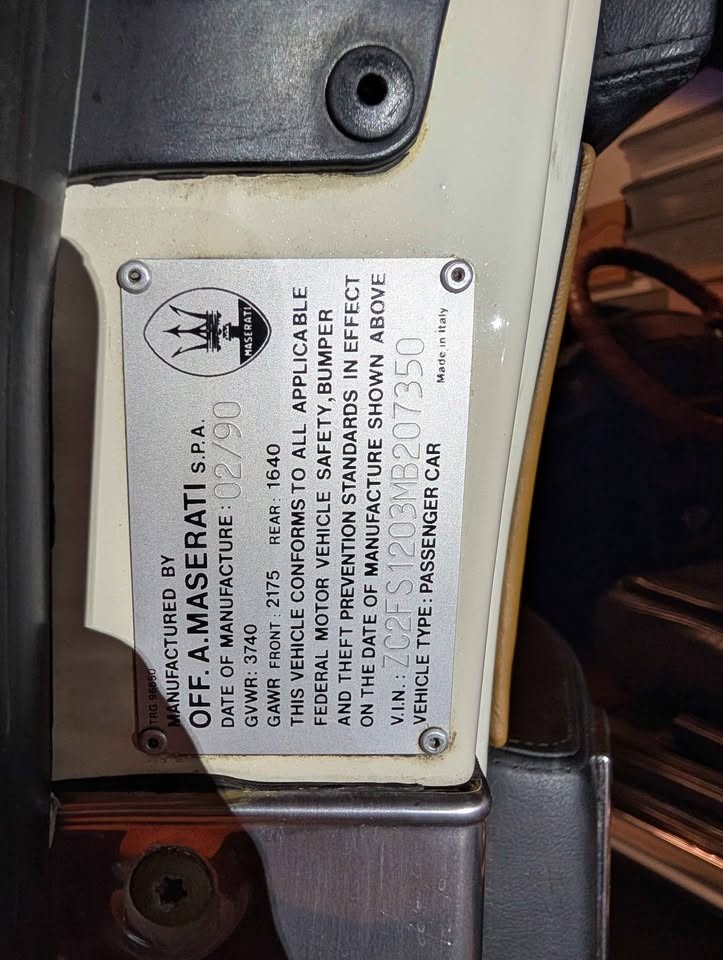 TRG 96650
MASERATI
MANUFACTURED BY
OFF. A. MASERATI S.P.A.
DATE OF MANUFACTURE: 02/90
GVWR: 3740
GAWR FRONT: 2175 REAR: 1640
THIS VEHICLE CONFORMS TO ALL APPLICABLE
FEDERAL MOTOR VEHICLE SAFETY, BUMPER
AND THEFT PREVENTION STANDARDS IN EFFECT
ON THE DATE OF MANUFACTURE SHOWN ABOVE
V.I.N.: ZC2FS1203MB207350
VEHICLE TYPE: PASSENGER CAR
Made in Italy